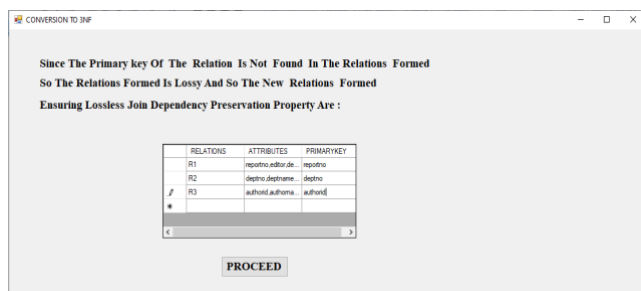 CONVERSION TO 3NF
Since The Primary key Of The Relation Is Not Found In The Relations Formed
So The Relations Formed Is Lossy And So The New Relations Formed
Ensuring Lossless Join Dependency Preservation Property Are :
RELATIONS ATTRIBUTES PRIMARYKEY
R1 reportno,editor,de... reportno
R2 deptno,deptname... deptno
R3 authorid,authorna... authorid
PROCEED